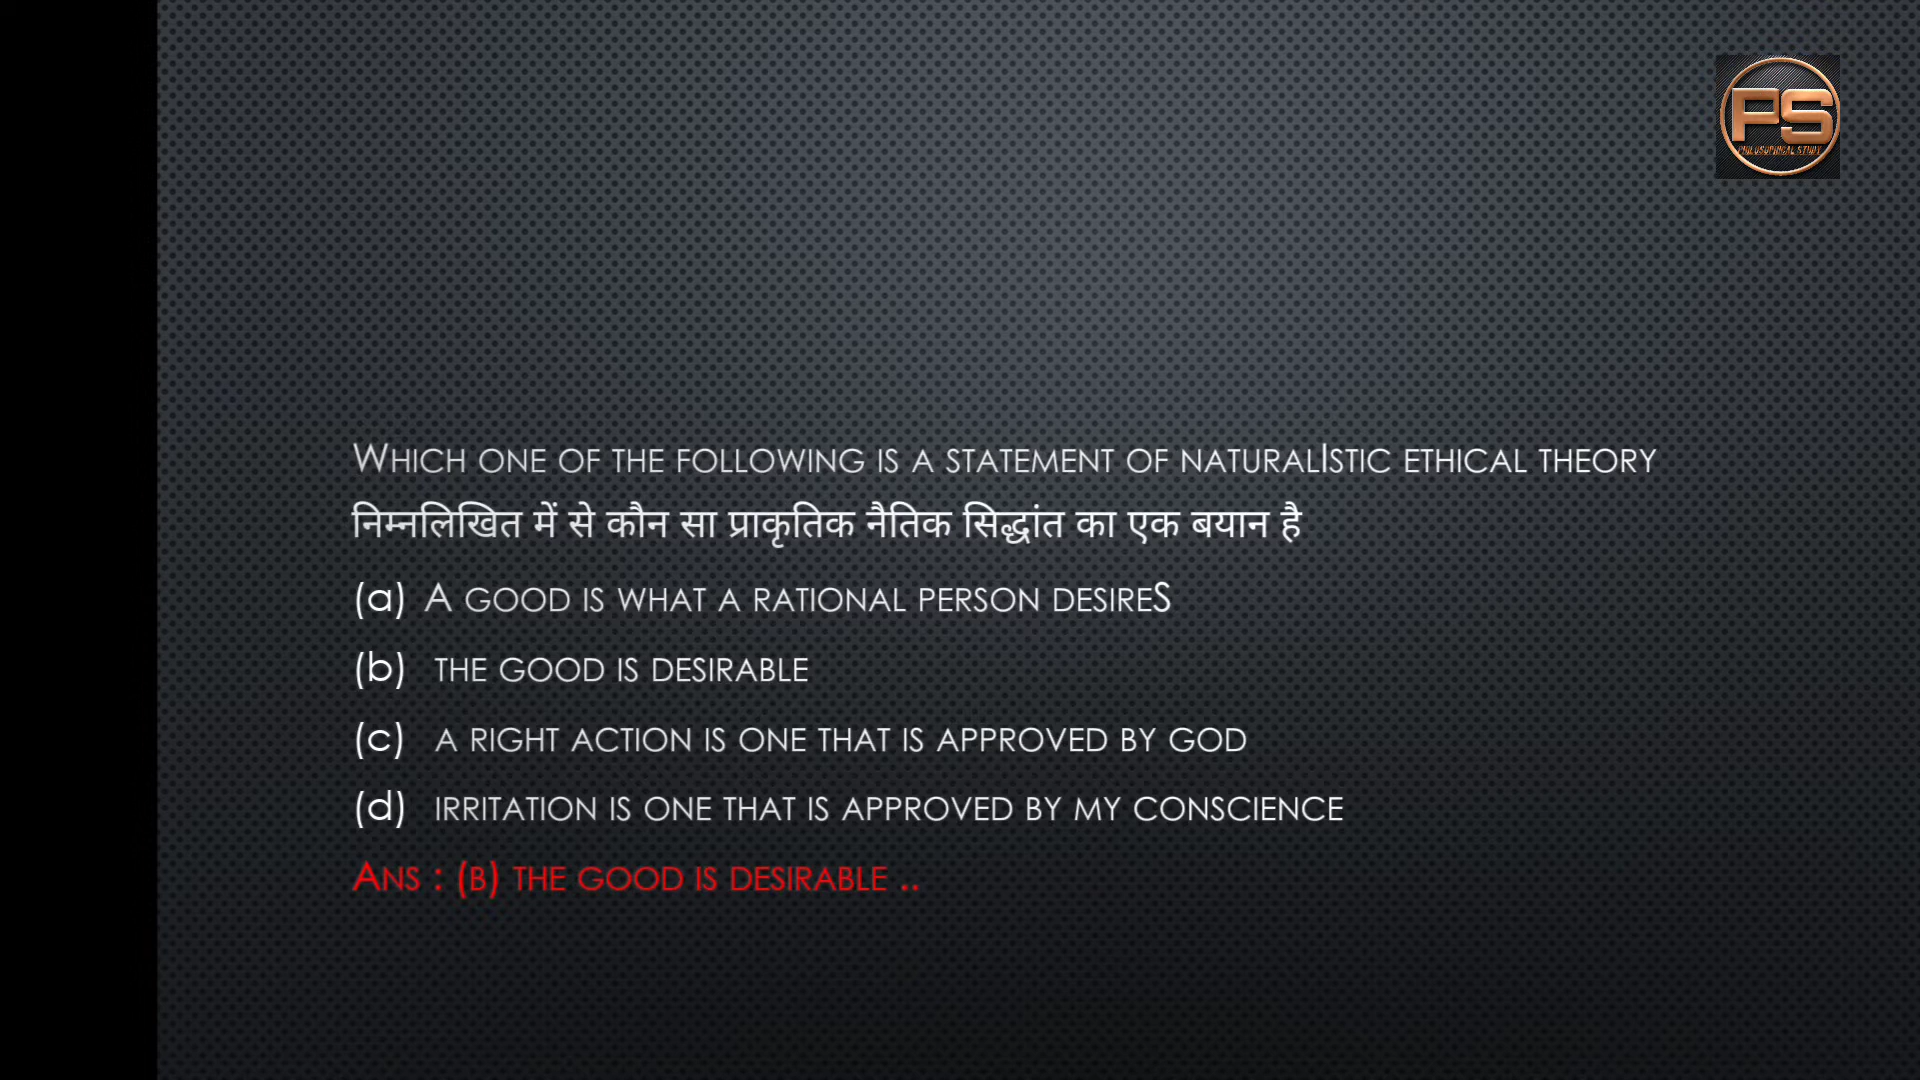 PS
PHILOSOPHICAL STUDY
WHICH ONE OF THE FOLLOWING IS A STATEMENT OF NATURALISTIC ETHICAL THEORY
निम्नलिखित में से कौन सा प्राकृतिक नैतिक सिद्धांत का एक बयान है
(a) A GOOD IS WHAT A RATIONAL PERSON DESIRES
(b) THE GOOD IS DESIRABLE
(c) A RIGHT ACTION IS ONE THAT IS APPROVED BY GOD
(d) IRRITATION IS ONE THAT IS APPROVED BY MY CONSCIENCE
ANS : (B) THE GOOD IS DESIRABLE ..